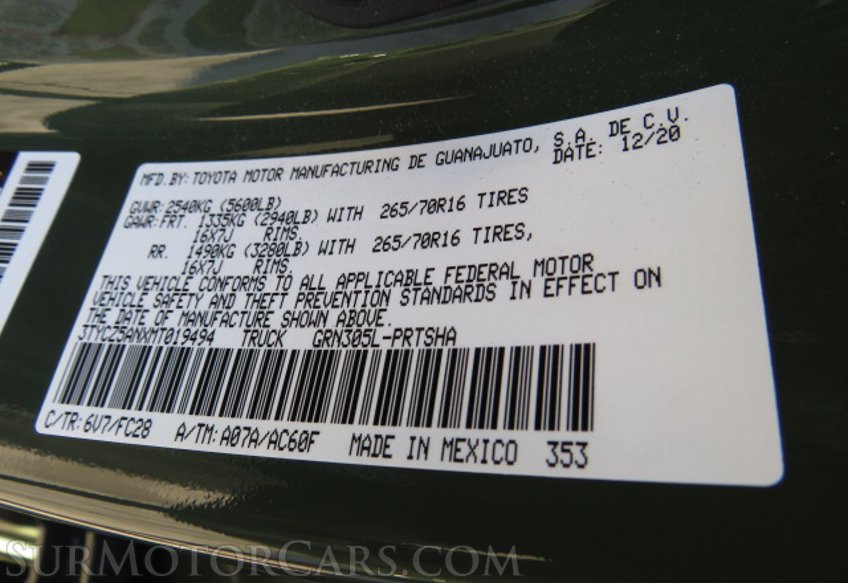 MFD.BY: TOYOTA MOTOR MANUFACTURING DE GUANAJUATO, S.A. DE C.V.
DATE: 12/20
GVWR: 2540KG (5600LB)
GAWR: FRT. 1335KG (2940LB) WITH 265/70R16 TIRES
16X7J RIMS.
RR. 1490KG (3280LB) WITH 265/70R16 TIRES,
16X7J RIMS.
THIS VEHICLE CONFORMS TO ALL APPLICABLE FEDERAL MOTOR
VEHICLE SAFETY AND THEFT PREVENTION STANDARDS IN EFFECT ON
THE DATE OF MANUFACTURE SHOWN ABOVE.
3TYCZ5ANXMT019494 TRUCK GRN305L-PRTSHA
C/TR: 6V7/FC28 A/TM: A07A/AC60F MADE IN MEXICO 353
SURMOTORCARS.COM